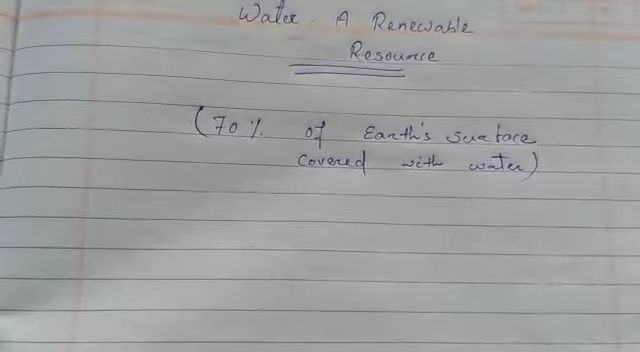 Water - A Renewable
Resource
(70% of Earth's surface
covered with water)